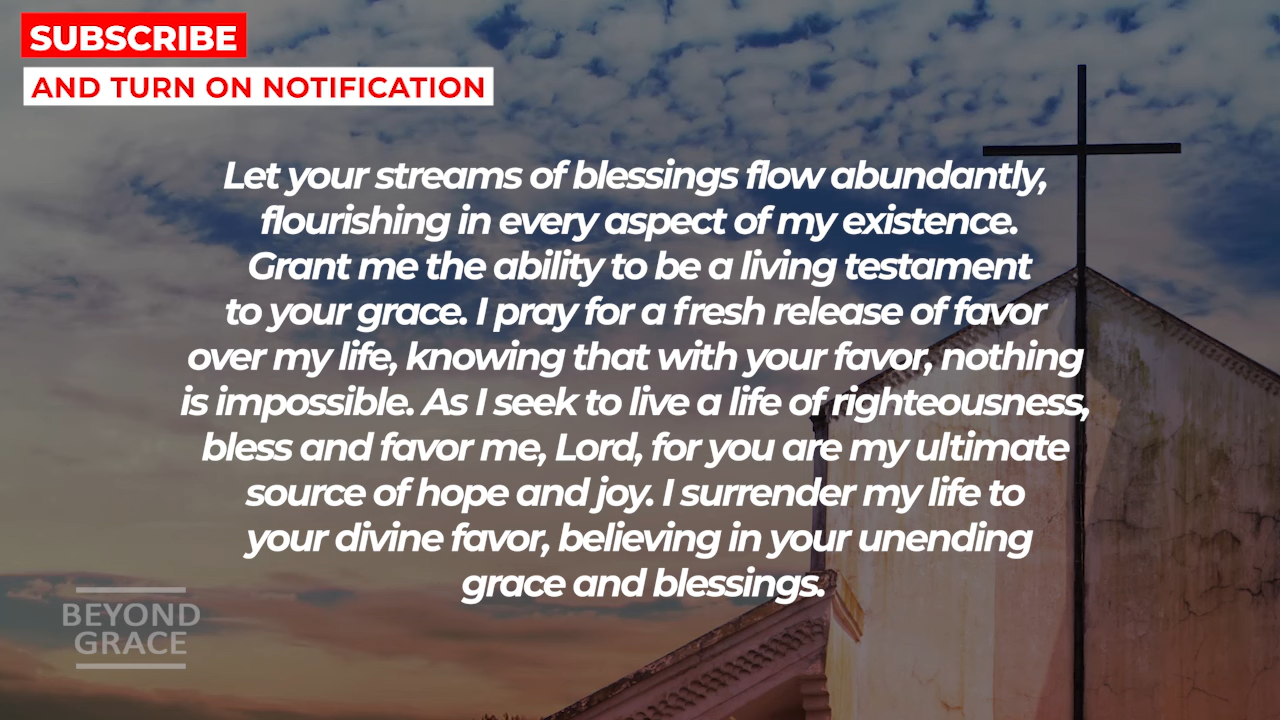 SUBSCRIBE
AND TURN ON NOTIFICATION
Let your streams of blessings flow abundantly,
flourishing in every aspect of my existence.
Grant me the ability to be a living testament
to your grace. I pray for a fresh release of favor
over my life, knowing that with your favor, nothing
is impossible. As I seek to live a life of righteousness,
bless and favor me, Lord, for you are my ultimate
source of hope and joy. I surrender my life to
your divine favor, believing in your unending
grace and blessings.
BEYOND
GRACE